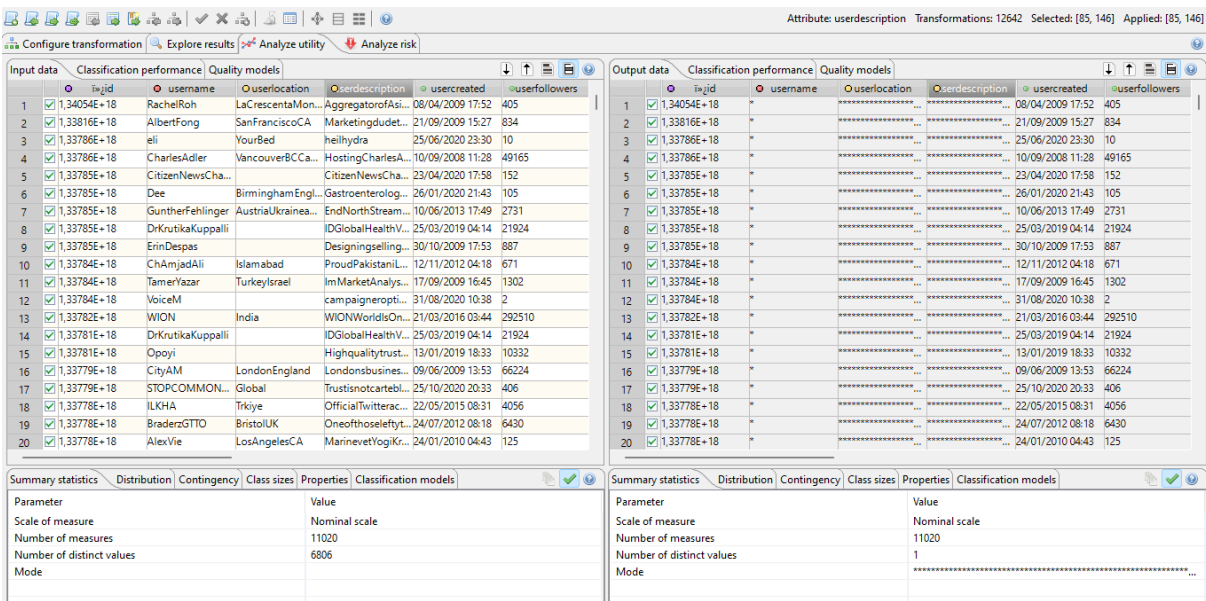 Attribute: userdescription Transformations: 12642 Selected: [85, 146] Applied: [85, 146]
Configure transformation Explore results Analyze utility Analyze risk
Input data Classification performance Quality models
ï»¿id username userlocation userdescription usercreated userfollowers
1 1,34054E+18 RachelRoh LaCrescentaMon... AggregatorofAsi... 08/04/2009 17:52 405
2 1,33816E+18 AlbertFong SanFranciscoCA Marketingdudet... 21/09/2009 15:27 834
3 1,33786E+18 eli YourBed heilhydra 25/06/2020 23:30 10
4 1,33786E+18 CharlesAdler VancouverBCCa... HostingCharlesA... 10/09/2008 11:28 49165
5 1,33785E+18 CitizenNewsCha... CitizenNewsCha... 23/04/2020 17:58 152
6 1,33785E+18 Dee BirminghamEngl... Gastroenterolog... 26/01/2020 21:43 105
7 1,33785E+18 GuntherFehlinger AustriaUkrainea... EndNorthStream... 10/06/2013 17:49 2731
8 1,33785E+18 DrKrutikaKuppalli IDGlobalHealthV... 25/03/2019 04:14 21924
9 1,33785E+18 ErinDespas Designingselling... 30/10/2009 17:53 887
10 1,33784E+18 ChAmjadAli Islamabad ProudPakistaniL... 12/11/2012 04:18 671
11 1,33784E+18 TamerYazar TurkeyIsrael ImMarketAnalys... 17/09/2009 16:45 1302
12 1,33784E+18 VoiceM campaigneropti... 31/08/2020 10:38 2
13 1,33782E+18 WION India WIONWorldIsOn... 21/03/2016 03:44 292510
14 1,33781E+18 DrKrutikaKuppalli IDGlobalHealthV... 25/03/2019 04:14 21924
15 1,33781E+18 Opoyi Highqualitytrust... 13/01/2019 18:33 10332
16 1,33779E+18 CityAM LondonEngland Londonsbusines... 09/06/2009 13:53 66224
17 1,33779E+18 STOPCOMMON... Global Trustisnotcartebl... 25/10/2020 20:33 406
18 1,33778E+18 ILKHA Trkiye OfficialTwitterac... 22/05/2015 08:31 4056
19 1,33778E+18 BraderzGTTO BristolUK Oneofthoseleftyt... 24/07/2012 08:18 6430
20 1,33778E+18 AlexVie LosAngelesCA MarinevetYogiKr... 24/01/2010 04:43 125
Output data Classification performance Quality models
ï»¿id username userlocation userdescription usercreated userfollowers
1 1,34054E+18 * ****************... *****************... 08/04/2009 17:52 405
2 1,33816E+18 * ****************... *****************... 21/09/2009 15:27 834
3 1,33786E+18 * ****************... *****************... 25/06/2020 23:30 10
4 1,33786E+18 * ****************... *****************... 10/09/2008 11:28 49165
5 1,33785E+18 * ****************... *****************... 23/04/2020 17:58 152
6 1,33785E+18 * ****************... *****************... 26/01/2020 21:43 105
7 1,33785E+18 * ****************... *****************... 10/06/2013 17:49 2731
8 1,33785E+18 * ****************... *****************... 25/03/2019 04:14 21924
9 1,33785E+18 * ****************... *****************... 30/10/2009 17:53 887
10 1,33784E+18 * ****************... *****************... 12/11/2012 04:18 671
11 1,33784E+18 * ****************... *****************... 17/09/2009 16:45 1302
12 1,33784E+18 * ****************... *****************... 31/08/2020 10:38 2
13 1,33782E+18 * ****************... *****************... 21/03/2016 03:44 292510
14 1,33781E+18 * ****************... *****************... 25/03/2019 04:14 21924
15 1,33781E+18 * ****************... *****************... 13/01/2019 18:33 10332
16 1,33779E+18 * ****************... *****************... 09/06/2009 13:53 66224
17 1,33779E+18 * ****************... *****************... 25/10/2020 20:33 406
18 1,33778E+18 * ****************... *****************... 22/05/2015 08:31 4056
19 1,33778E+18 * ****************... *****************... 24/07/2012 08:18 6430
20 1,33778E+18 * ****************... *****************... 24/01/2010 04:43 125
Summary statistics Distribution Contingency Class sizes Properties Classification models
Parameter Value
Scale of measure Nominal scale
Number of measures 11020
Number of distinct values 6806
Mode
Summary statistics Distribution Contingency Class sizes Properties Classification models
Parameter Value
Scale of measure Nominal scale
Number of measures 11020
Number of distinct values 1
Mode ****************************************************************...